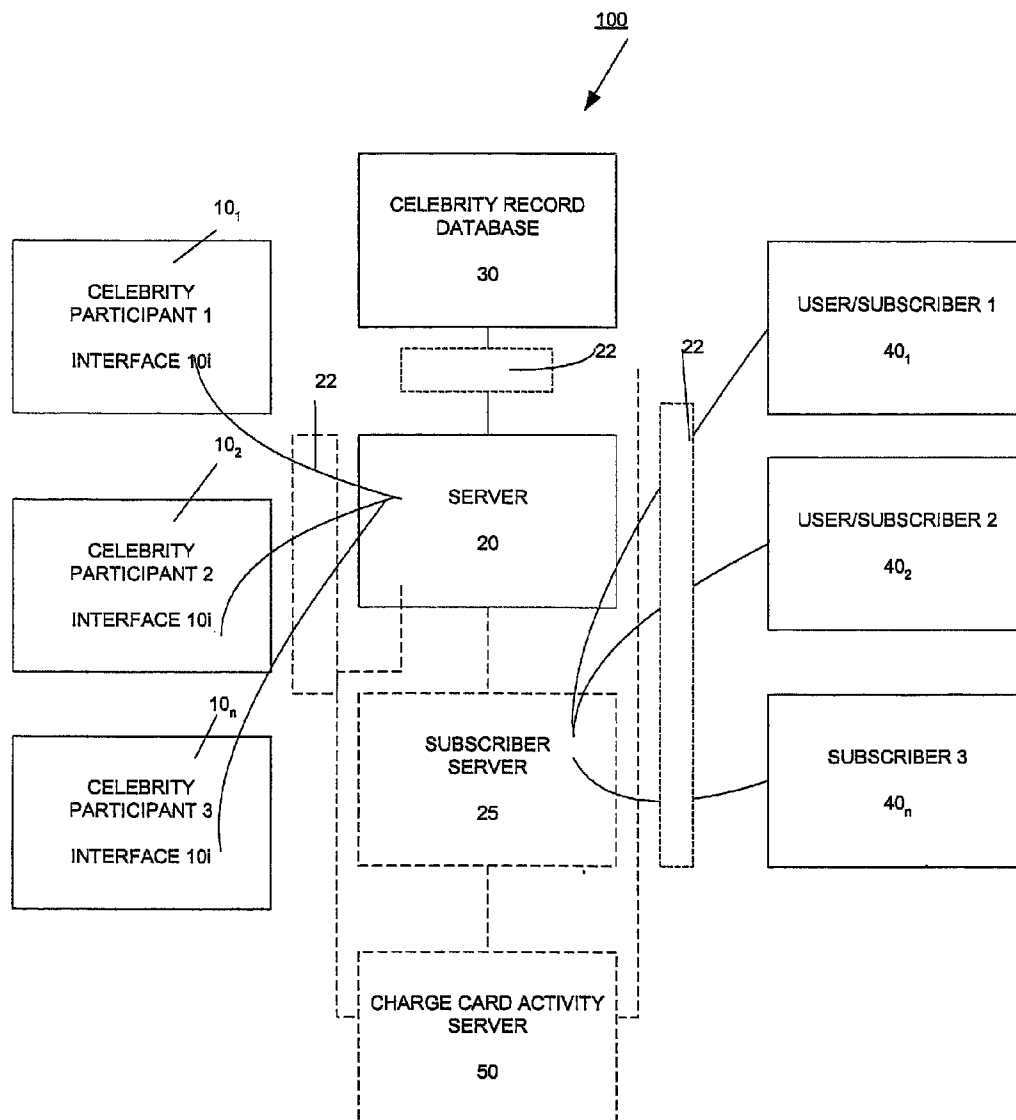 100
CELEBRITY RECORD
DATABASE
30
10₁
CELEBRITY
PARTICIPANT 1
INTERFACE 10i
22
22
22
USER/SUBSCRIBER 1
40₁
10₂
CELEBRITY
PARTICIPANT 2
INTERFACE 10i
SERVER
20
USER/SUBSCRIBER 2
40₂
10ₙ
CELEBRITY
PARTICIPANT 3
INTERFACE 10i
SUBSCRIBER
SERVER
25
SUBSCRIBER 3
40ₙ
CHARGE CARD ACTIVITY
SERVER
50